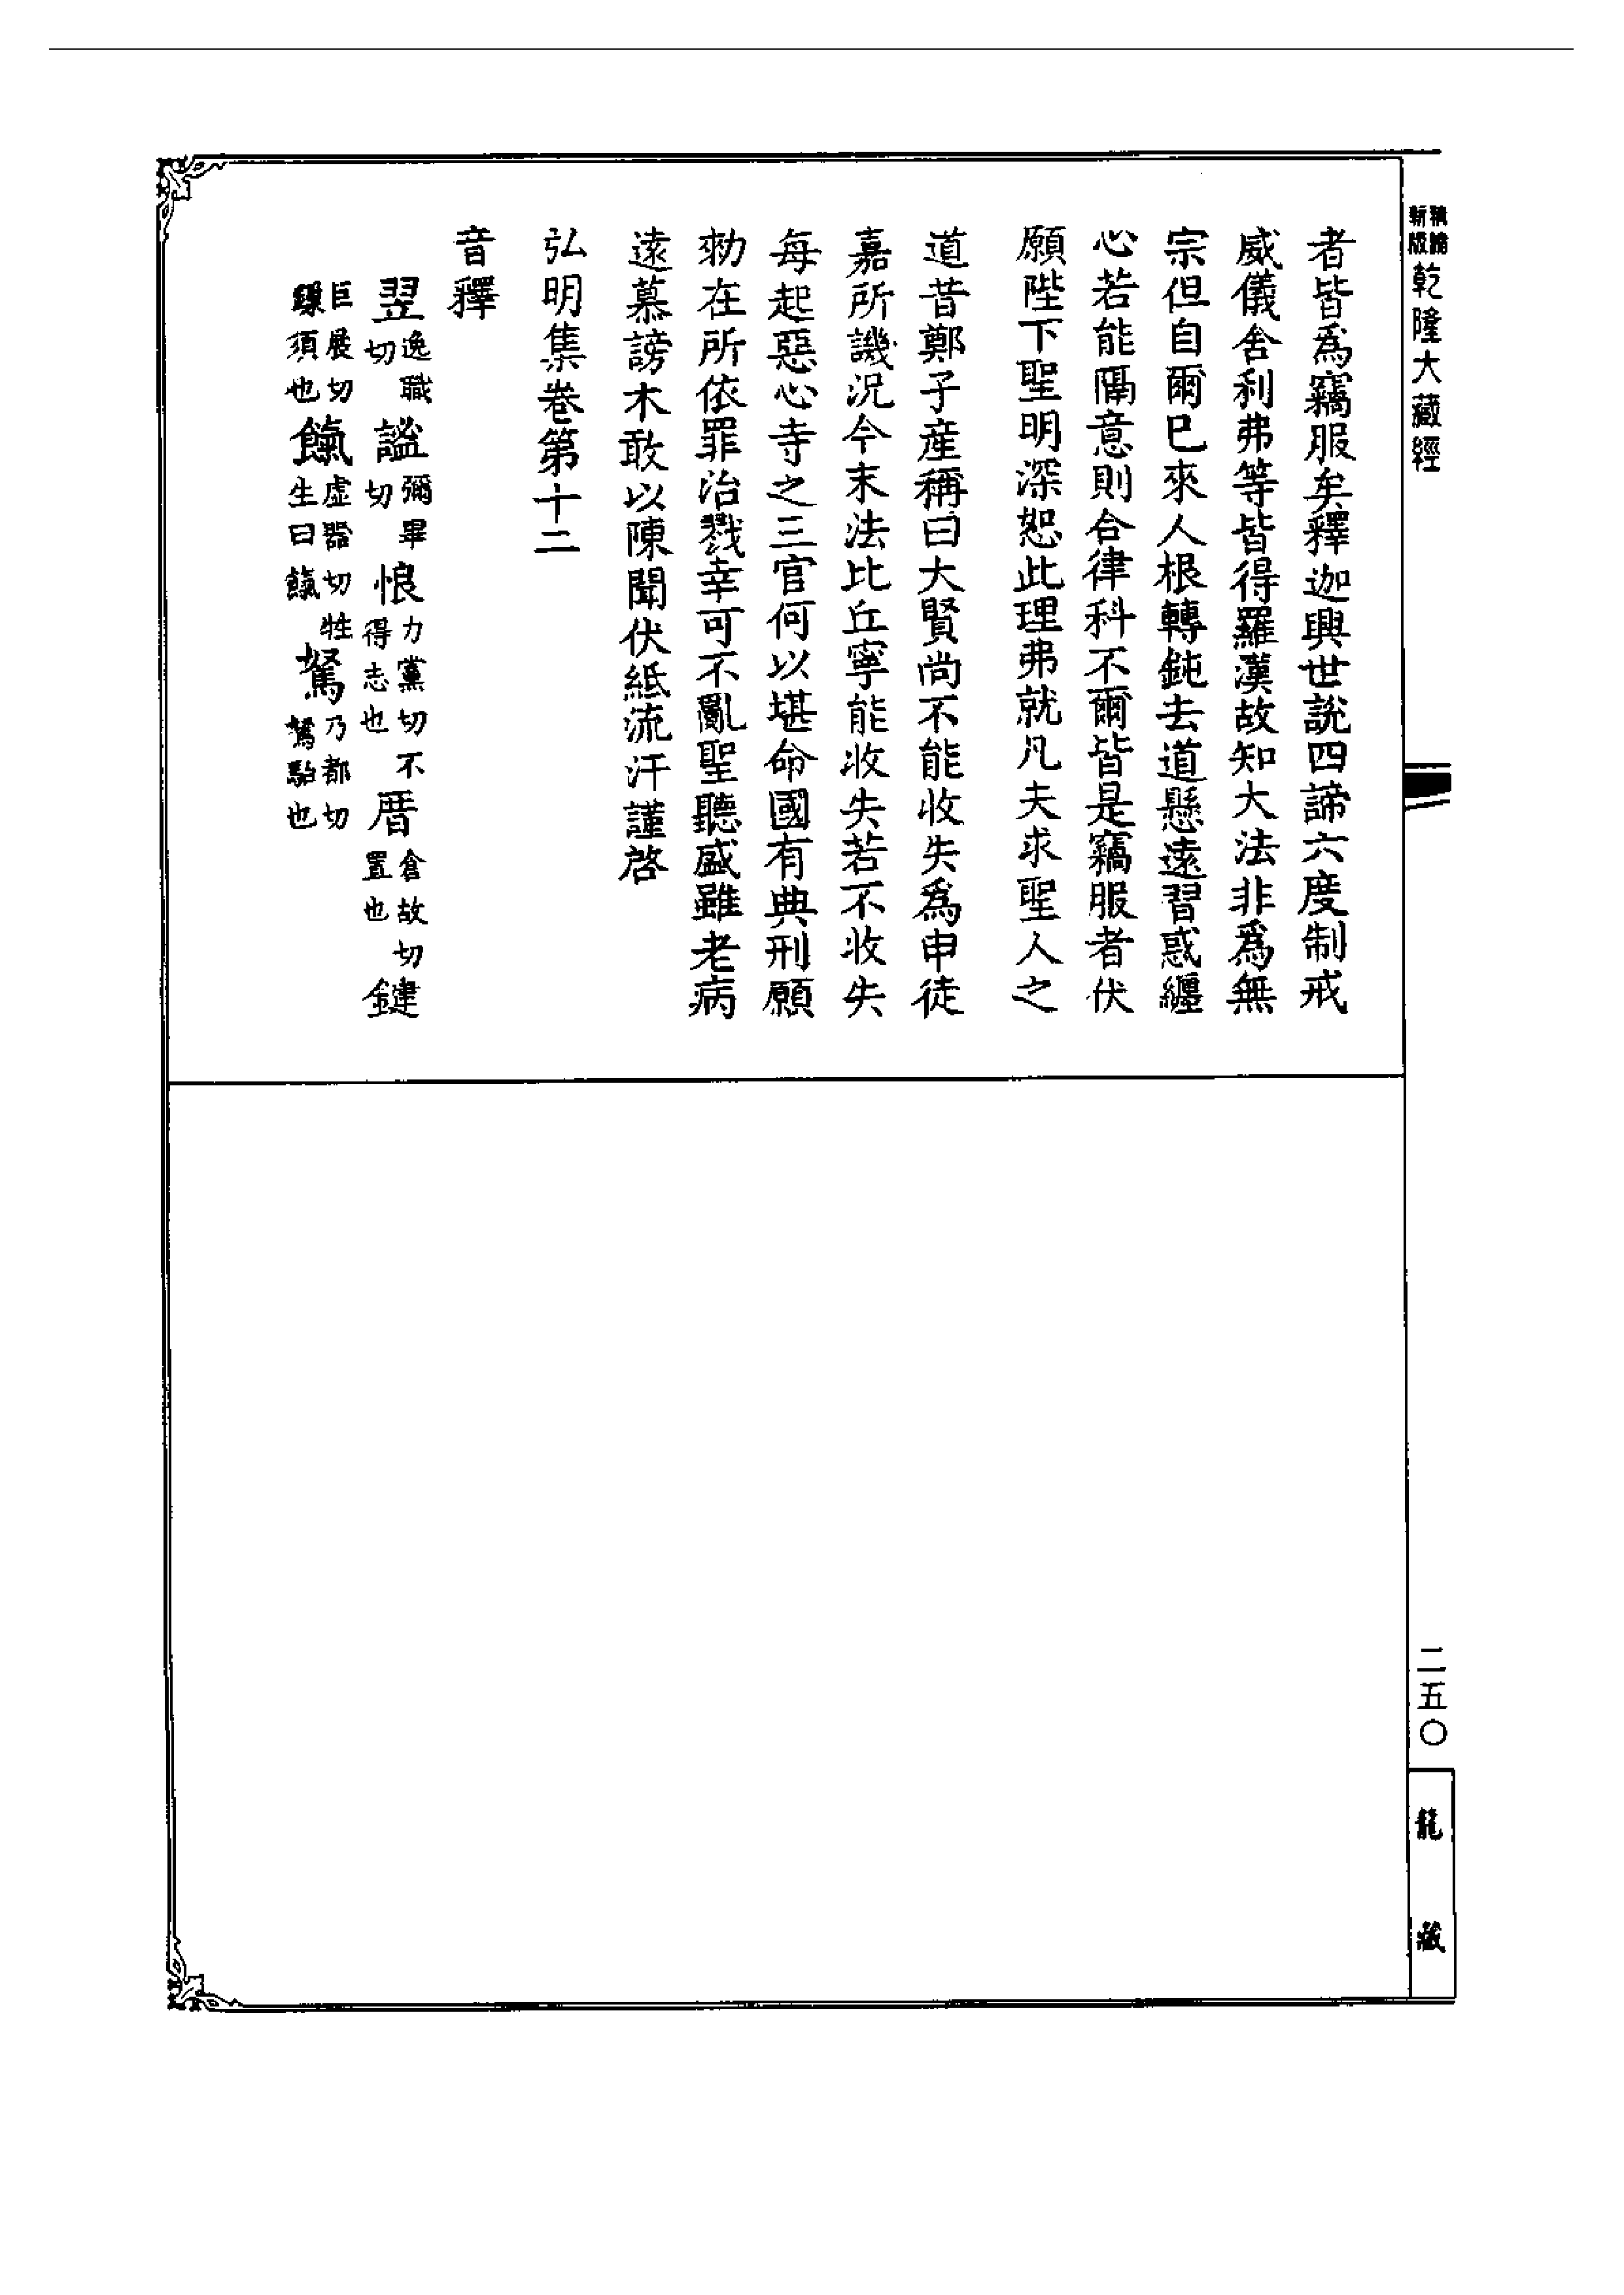 新版 精諦 乾隆大藏經
者皆爲竊服矣釋迦興世說四諦六度制戒
威儀舍利弗等皆得羅漢故知大法非爲無
宗但自爾已來人根轉鈍去道懸遠習惑纏
心若能隔意則合律科不爾皆是竊服者伏
願陛下聖明深恕此理弗就凡夫求聖人之
道昔鄭子產稱曰大賢尚不能收失爲申徒
嘉所譏況今末法比丘寧能收失若不收失
每起惡心寺之三官何以堪命國有典刑願
勑在所依罪治戮幸可不亂聖聽盛雖老病
遠慕謗木敢以陳聞伏紙流汗謹啓
弘明集卷第十二
音釋
翌逸職切 謐彌畢切 悢力黨切不得志也 厝倉故切置也 鍵
巨展切鏁須也 餼虛器切牲生曰餼 駑乃都切駑駘也
二五〇
龍藏